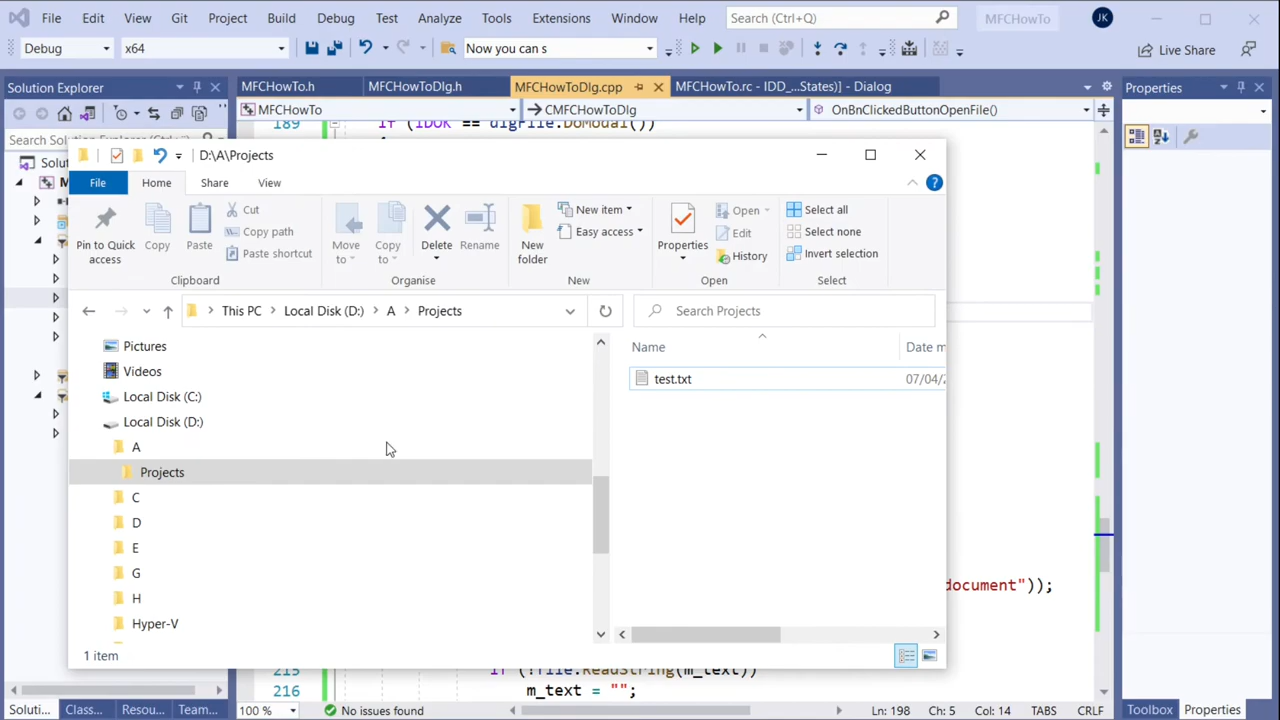 File Edit View Git Project Build Debug Test Analyze Tools Extensions Window Help Search (Ctrl+Q) MFCHowTo JK
Debug x64 Now you can s Live Share
Solution Explorer MFCHowTo.h MFCHowToDlg.h MFCHowToDlg.cpp MFCHowTo.rc - IDD_...States)] - Dialog Properties
MFCHowTo CMFCHowToDlg OnBnClickedButtonOpenFile()
189 if (IDOK == dlgFile.DoModal())
D:\A\Projects
File Home Share View
Pin to Quick access
Copy
Paste
Cut
Copy path
Paste shortcut
Clipboard
Move to
Copy to
Delete
Rename
Organise
New folder
New item
Easy access
New
Properties
Open
Edit
History
Open
Select all
Select none
Invert selection
Select
This PC Local Disk (D:) A Projects Search Projects
Pictures
Videos
Local Disk (C:)
Local Disk (D:)
A
Projects
C
D
E
G
H
Hyper-V
Name Date m
test.txt 07/04/2
1 item
document"));
215 if (!file.ReadString(m_text))
216 m_text = "";
Soluti... Class... Resou... Team... 100 % No issues found Ln: 198 Ch: 5 Col: 14 TABS CRLF Toolbox Properties